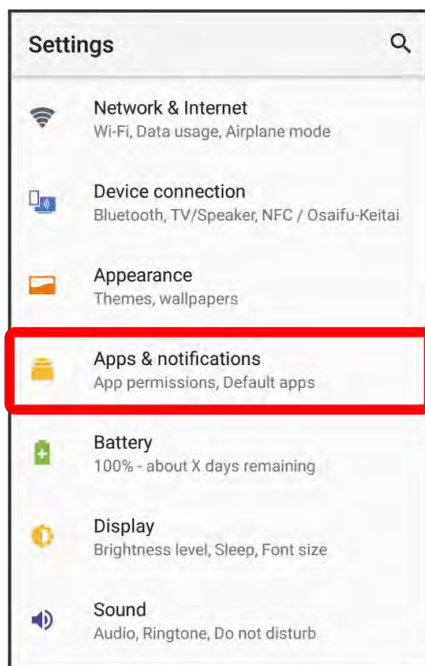 Settings
Network & Internet
Wi-Fi, Data usage, Airplane mode
Device connection
Bluetooth, TV/Speaker, NFC / Osaifu-Keitai
Appearance
Themes, wallpapers
Apps & notifications
App permissions, Default apps
Battery
100% - about X days remaining
Display
Brightness level, Sleep, Font size
Sound
Audio, Ringtone, Do not disturb